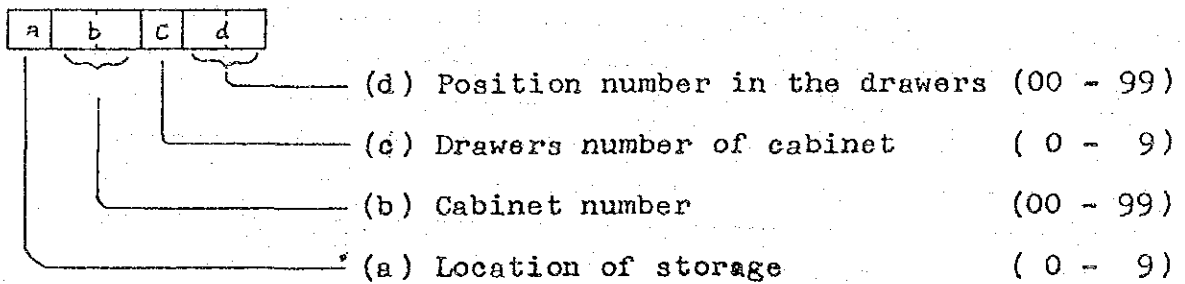 a b c d
(d) Position number in the drawers (00 - 99)
(c) Drawers number of cabinet ( 0 - 9)
(b) Cabinet number (00 - 99)
(a) Location of storage ( 0 - 9)